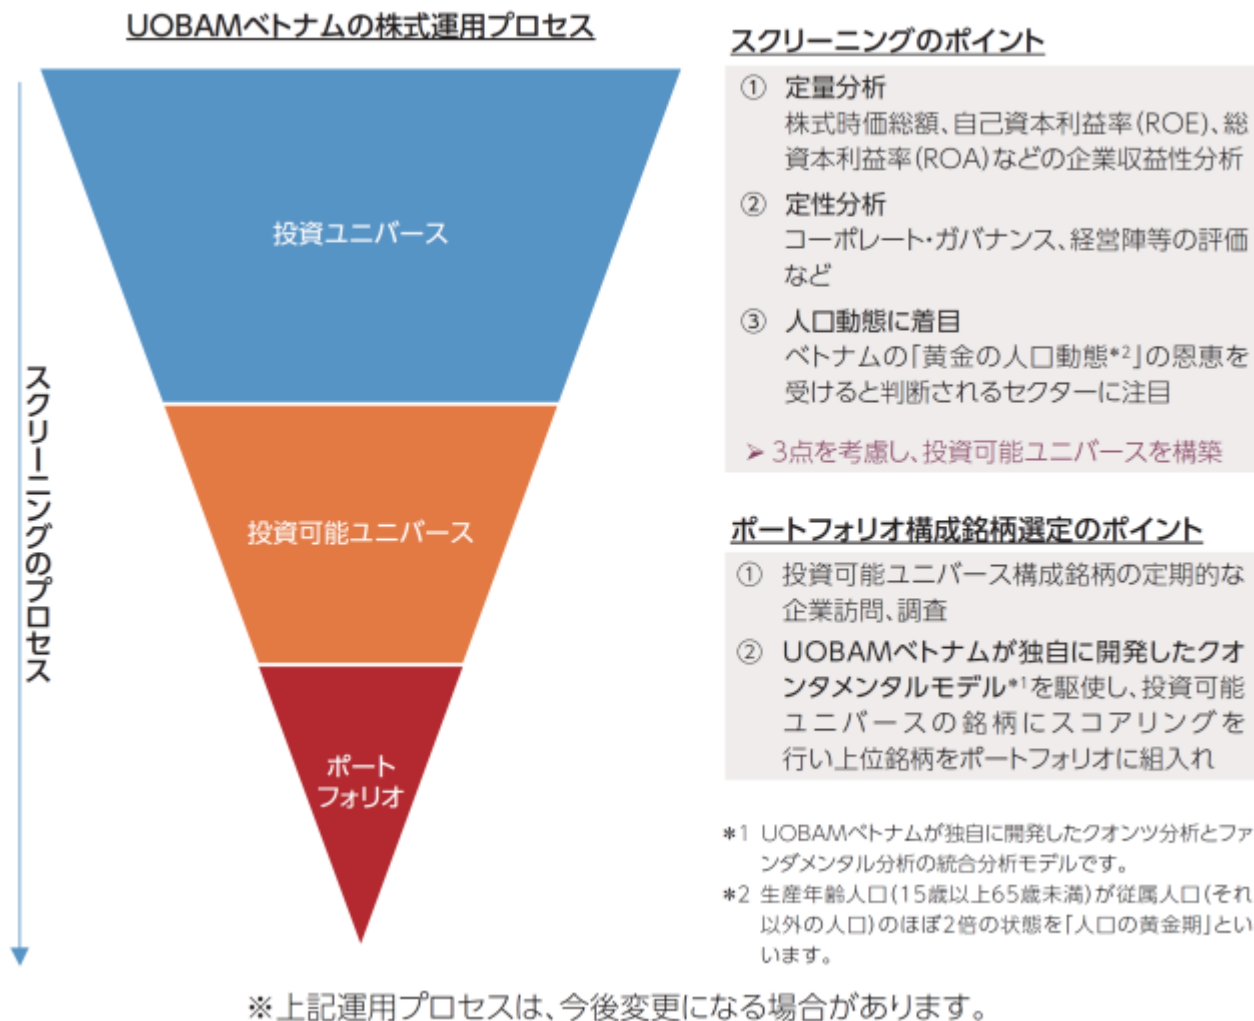 UOBAMベトナムの株式運用プロセス
スクリーニングのプロセス
投資ユニバース
投資可能ユニバース
ポート
フォリオ
スクリーニングのポイント
① 定量分析
株式時価総額、自己資本利益率(ROE)、総
資本利益率(ROA)などの企業収益性分析
② 定性分析
コーポレート・ガバナンス、経営陣等の評価
など
③ 人口動態に着目
ベトナムの「黄金の人口動態*2」の恩恵を
受けると判断されるセクターに注目
➢ 3点を考慮し、投資可能ユニバースを構築
ポートフォリオ構成銘柄選定のポイント
① 投資可能ユニバース構成銘柄の定期的な
企業訪問、調査
② UOBAMベトナムが独自に開発したクオ
ンタメンタルモデル*1を駆使し、投資可能
ユニバースの銘柄にスコアリングを
行い上位銘柄をポートフォリオに組入れ
*1 UOBAMベトナムが独自に開発したクオンツ分析とファ
ンダメンタル分析の統合分析モデルです。
*2 生産年齢人口(15歳以上65歳未満)が従属人口(それ
以外の人口)のほぼ2倍の状態を「人口の黄金期」とい
います。
※上記運用プロセスは、今後変更になる場合があります。